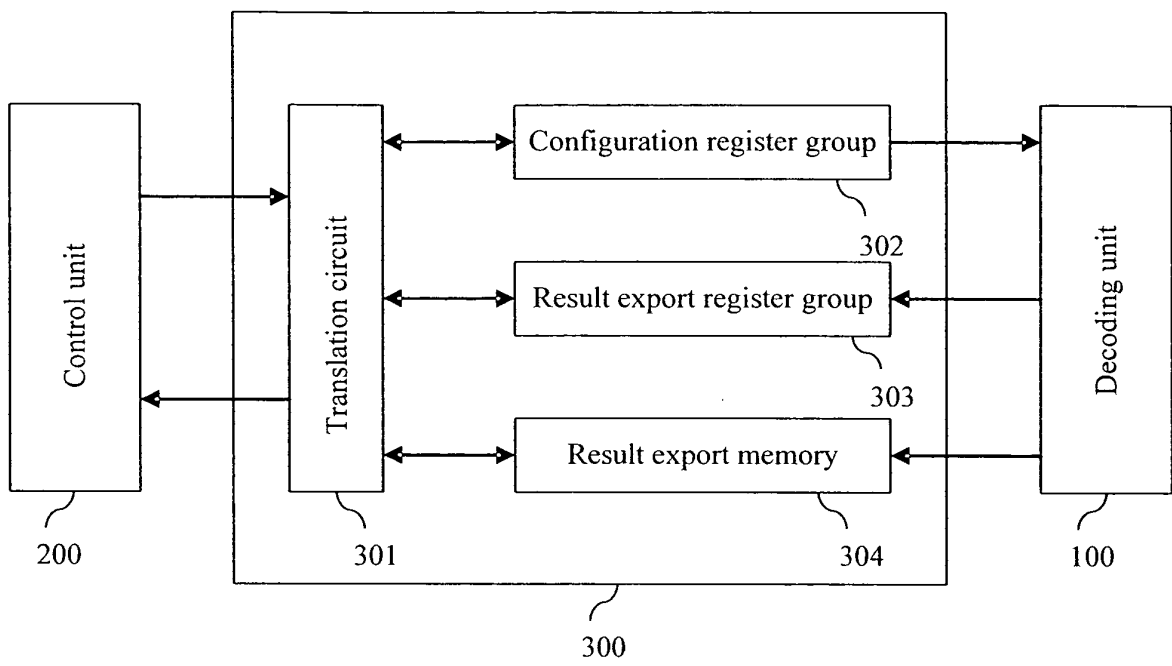 Control unit
200
Translation circuit
301
Configuration register group
302
Result export register group
303
Result export memory
304
Decoding unit
100
300